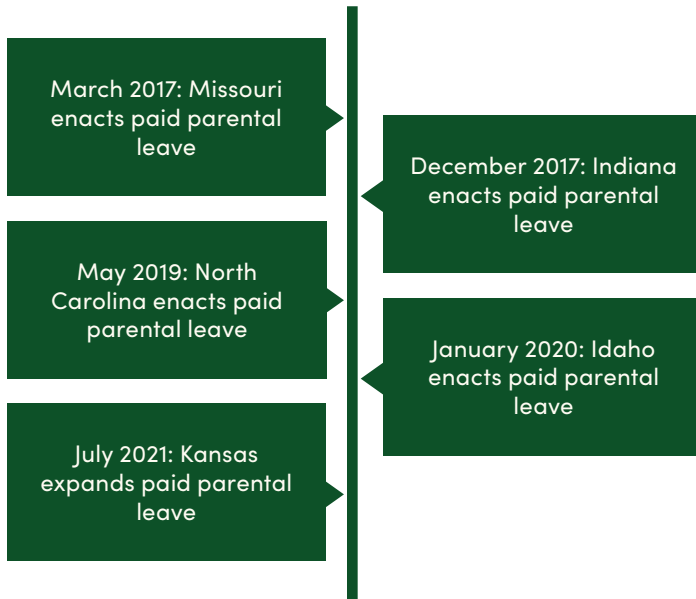 March 2017: Missouri
enacts paid parental
leave
December 2017: Indiana
enacts paid parental
leave
May 2019: North
Carolina enacts paid
parental leave
January 2020: Idaho
enacts paid parental
leave
July 2021: Kansas
expands paid parental
leave